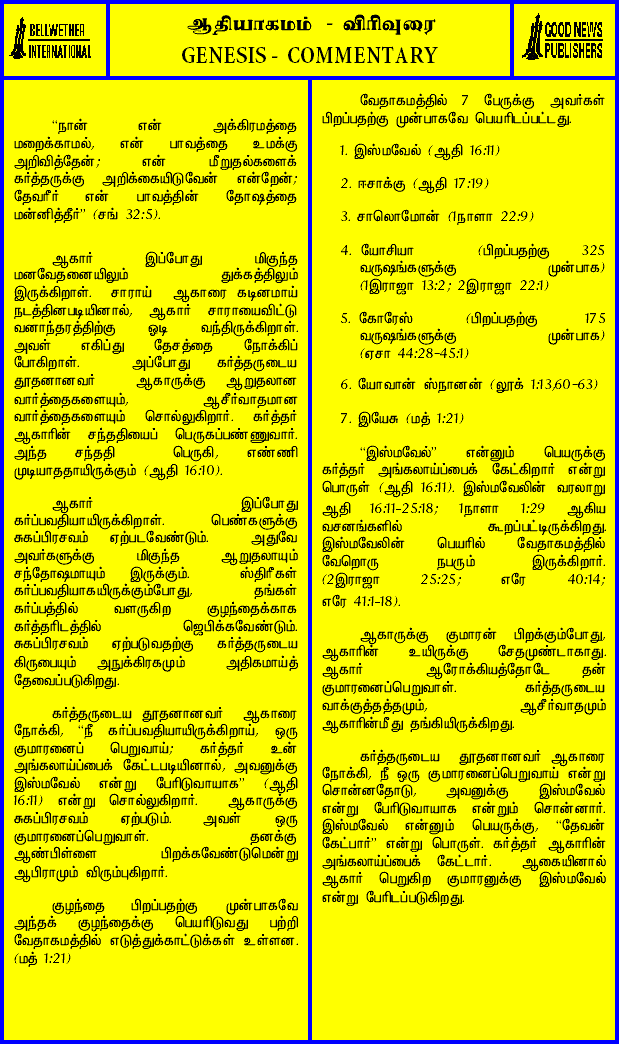 BELLWETHER
INTERNATIONAL
ஆதியாகமம் - விரிவுரை
GENESIS - COMMENTARY
GOOD NEWS
PUBLISHERS
“நான் என் அக்கிரமத்தை
மறைக்காமல், என் பாவத்தை உமக்கு
அறிவித்தேன்; என் மீறுதல்களைக்
கர்த்தருக்கு அறிக்கையிடுவேன் என்றேன்;
தேவரீர் என் பாவத்தின் தோஷத்தை
மன்னித்தீர்” (சங் 32:5).
ஆகார் இப்போது மிகுந்த
மனவேதனையிலும் துக்கத்திலும்
இருக்கிறாள். சாராய் ஆகாரை கடினமாய்
நடத்தினபடியினால், ஆகார் சாராயைவிட்டு
வனாந்தரத்திற்கு ஓடி வந்திருக்கிறாள்.
அவள் எகிப்து தேசத்தை நோக்கிப்
போகிறாள். அப்போது கர்த்தருடைய
தூதனானவர் ஆகாருக்கு ஆறுதலான
வார்த்தைகளையும், ஆசீர்வாதமான
வார்த்தைகளையும் சொல்லுகிறார். கர்த்தர்
ஆகாரின் சந்ததியைப் பெருகப்பண்ணுவார்.
அந்த சந்ததி பெருகி, எண்ணி
முடியாததாயிருக்கும் (ஆதி 16:10).
ஆகார் இப்போது
கர்ப்பவதியாயிருக்கிறாள். பெண்களுக்கு
சுகப்பிரசவம் ஏற்படவேண்டும். அதுவே
அவர்களுக்கு மிகுந்த ஆறுதலாயும்
சந்தோஷமாயும் இருக்கும். ஸ்திரீகள்
கர்ப்பவதியாகயிருக்கும்போது, தங்கள்
கர்ப்பத்தில் வளருகிற குழந்தைக்காக
கர்த்தரிடத்தில் ஜெபிக்கவேண்டும்.
சுகப்பிரசவம் ஏற்படுவதற்கு கர்த்தருடைய
கிருபையும் அநுக்கிரகமும் அதிகமாய்த்
தேவைப்படுகிறது.
கர்த்தருடைய தூதனானவர் ஆகாரை
நோக்கி, “நீ கர்ப்பவதியாயிருக்கிறாய், ஒரு
குமாரனைப் பெறுவாய்; கர்த்தர் உன்
அங்கலாய்ப்பைக் கேட்டபடியினால், அவனுக்கு
இஸ்மவேல் என்று பேரிடுவாயாக” (ஆதி
16:11) என்று சொல்லுகிறார். ஆகாருக்கு
சுகப்பிரசவம் ஏற்படும். அவள் ஒரு
குமாரனைப்பெறுவாள். தனக்கு
ஆண்பிள்ளை பிறக்கவேண்டுமென்று
ஆபிராமும் விரும்புகிறார்.
குழந்தை பிறப்பதற்கு முன்பாகவே
அந்தக் குழந்தைக்கு பெயரிடுவது பற்றி
வேதாகமத்தில் எடுத்துக்காட்டுக்கள் உள்ளன.
(மத் 1:21)
வேதாகமத்தில் 7 பேருக்கு அவர்கள்
பிறப்பதற்கு முன்பாகவே பெயரிடப்பட்டது.
1. இஸ்மவேல் (ஆதி 16:11)
2. ஈசாக்கு (ஆதி 17:19)
3. சாலொமோன் (1நாளா 22:9)
4. யோசியா (பிறப்பதற்கு 325
வருஷங்களுக்கு முன்பாக)
(1இராஜா 13:2; 2இராஜா 22:1)
5. கோரேஸ் (பிறப்பதற்கு 175
வருஷங்களுக்கு முன்பாக)
(ஏசா 44:28-45:1)
6. யோவான் ஸ்நானன் (லூக் 1:13,60-63)
7. இயேசு (மத் 1:21)
“இஸ்மவேல்” என்னும் பெயருக்கு
கர்த்தர் அங்கலாய்ப்பைக் கேட்கிறார் என்று
பொருள் (ஆதி 16:11). இஸ்மவேலின் வரலாறு
ஆதி 16:11-25:18; 1நாளா 1:29 ஆகிய
வசனங்களில் கூறப்பட்டிருக்கிறது.
இஸ்மவேலின் பெயரில் வேதாகமத்தில்
வேறொரு நபரும் இருக்கிறார்.
(2இராஜா 25:25; எரே 40:14;
எரே 41:1-18).
ஆகாருக்கு குமாரன் பிறக்கும்போது,
ஆகாரின் உயிருக்கு சேதமுண்டாகாது.
ஆகார் ஆரோக்கியத்தோடே தன்
குமாரனைப்பெறுவாள். கர்த்தருடைய
வாக்குத்தத்தமும், ஆசீர்வாதமும்
ஆகாரின்மீது தங்கியிருக்கிறது.
கர்த்தருடைய தூதனானவர் ஆகாரை
நோக்கி, நீ ஒரு குமாரனைப்பெறுவாய் என்று
சொன்னதோடு, அவனுக்கு இஸ்மவேல்
என்று பேரிடுவாயாக என்றும் சொன்னார்.
இஸ்மவேல் என்னும் பெயருக்கு, “தேவன்
கேட்பார்” என்று பொருள். கர்த்தர் ஆகாரின்
அங்கலாய்ப்பைக் கேட்டார். ஆகையினால்
ஆகார் பெறுகிற குமாரனுக்கு இஸ்மவேல்
என்று பேரிடப்படுகிறது.